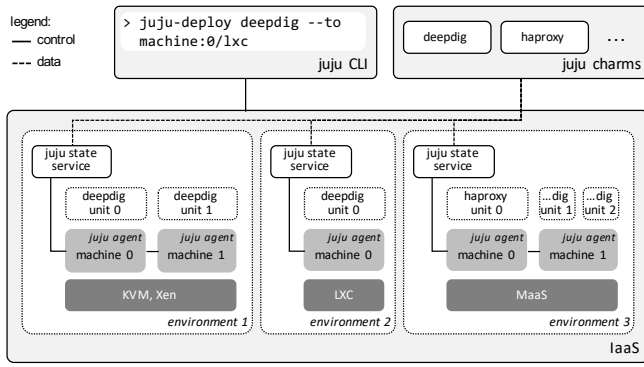 legend:
control
data
> juju-deploy deepdig --to
machine:0/lxc
juju CLI
deepdig
haproxy
...
juju charms
juju state
service
deepdig
unit 0
deepdig
unit 1
juju agent
machine 0
juju agent
machine 1
KVM, Xen
environment 1
juju state
service
deepdig
unit 0
juju agent
machine 0
LXC
environment 2
juju state
service
haproxy
unit 0
...dig
unit 1
...dig
unit 2
juju agent
machine 0
juju agent
machine 1
MaaS
environment 3
IaaS